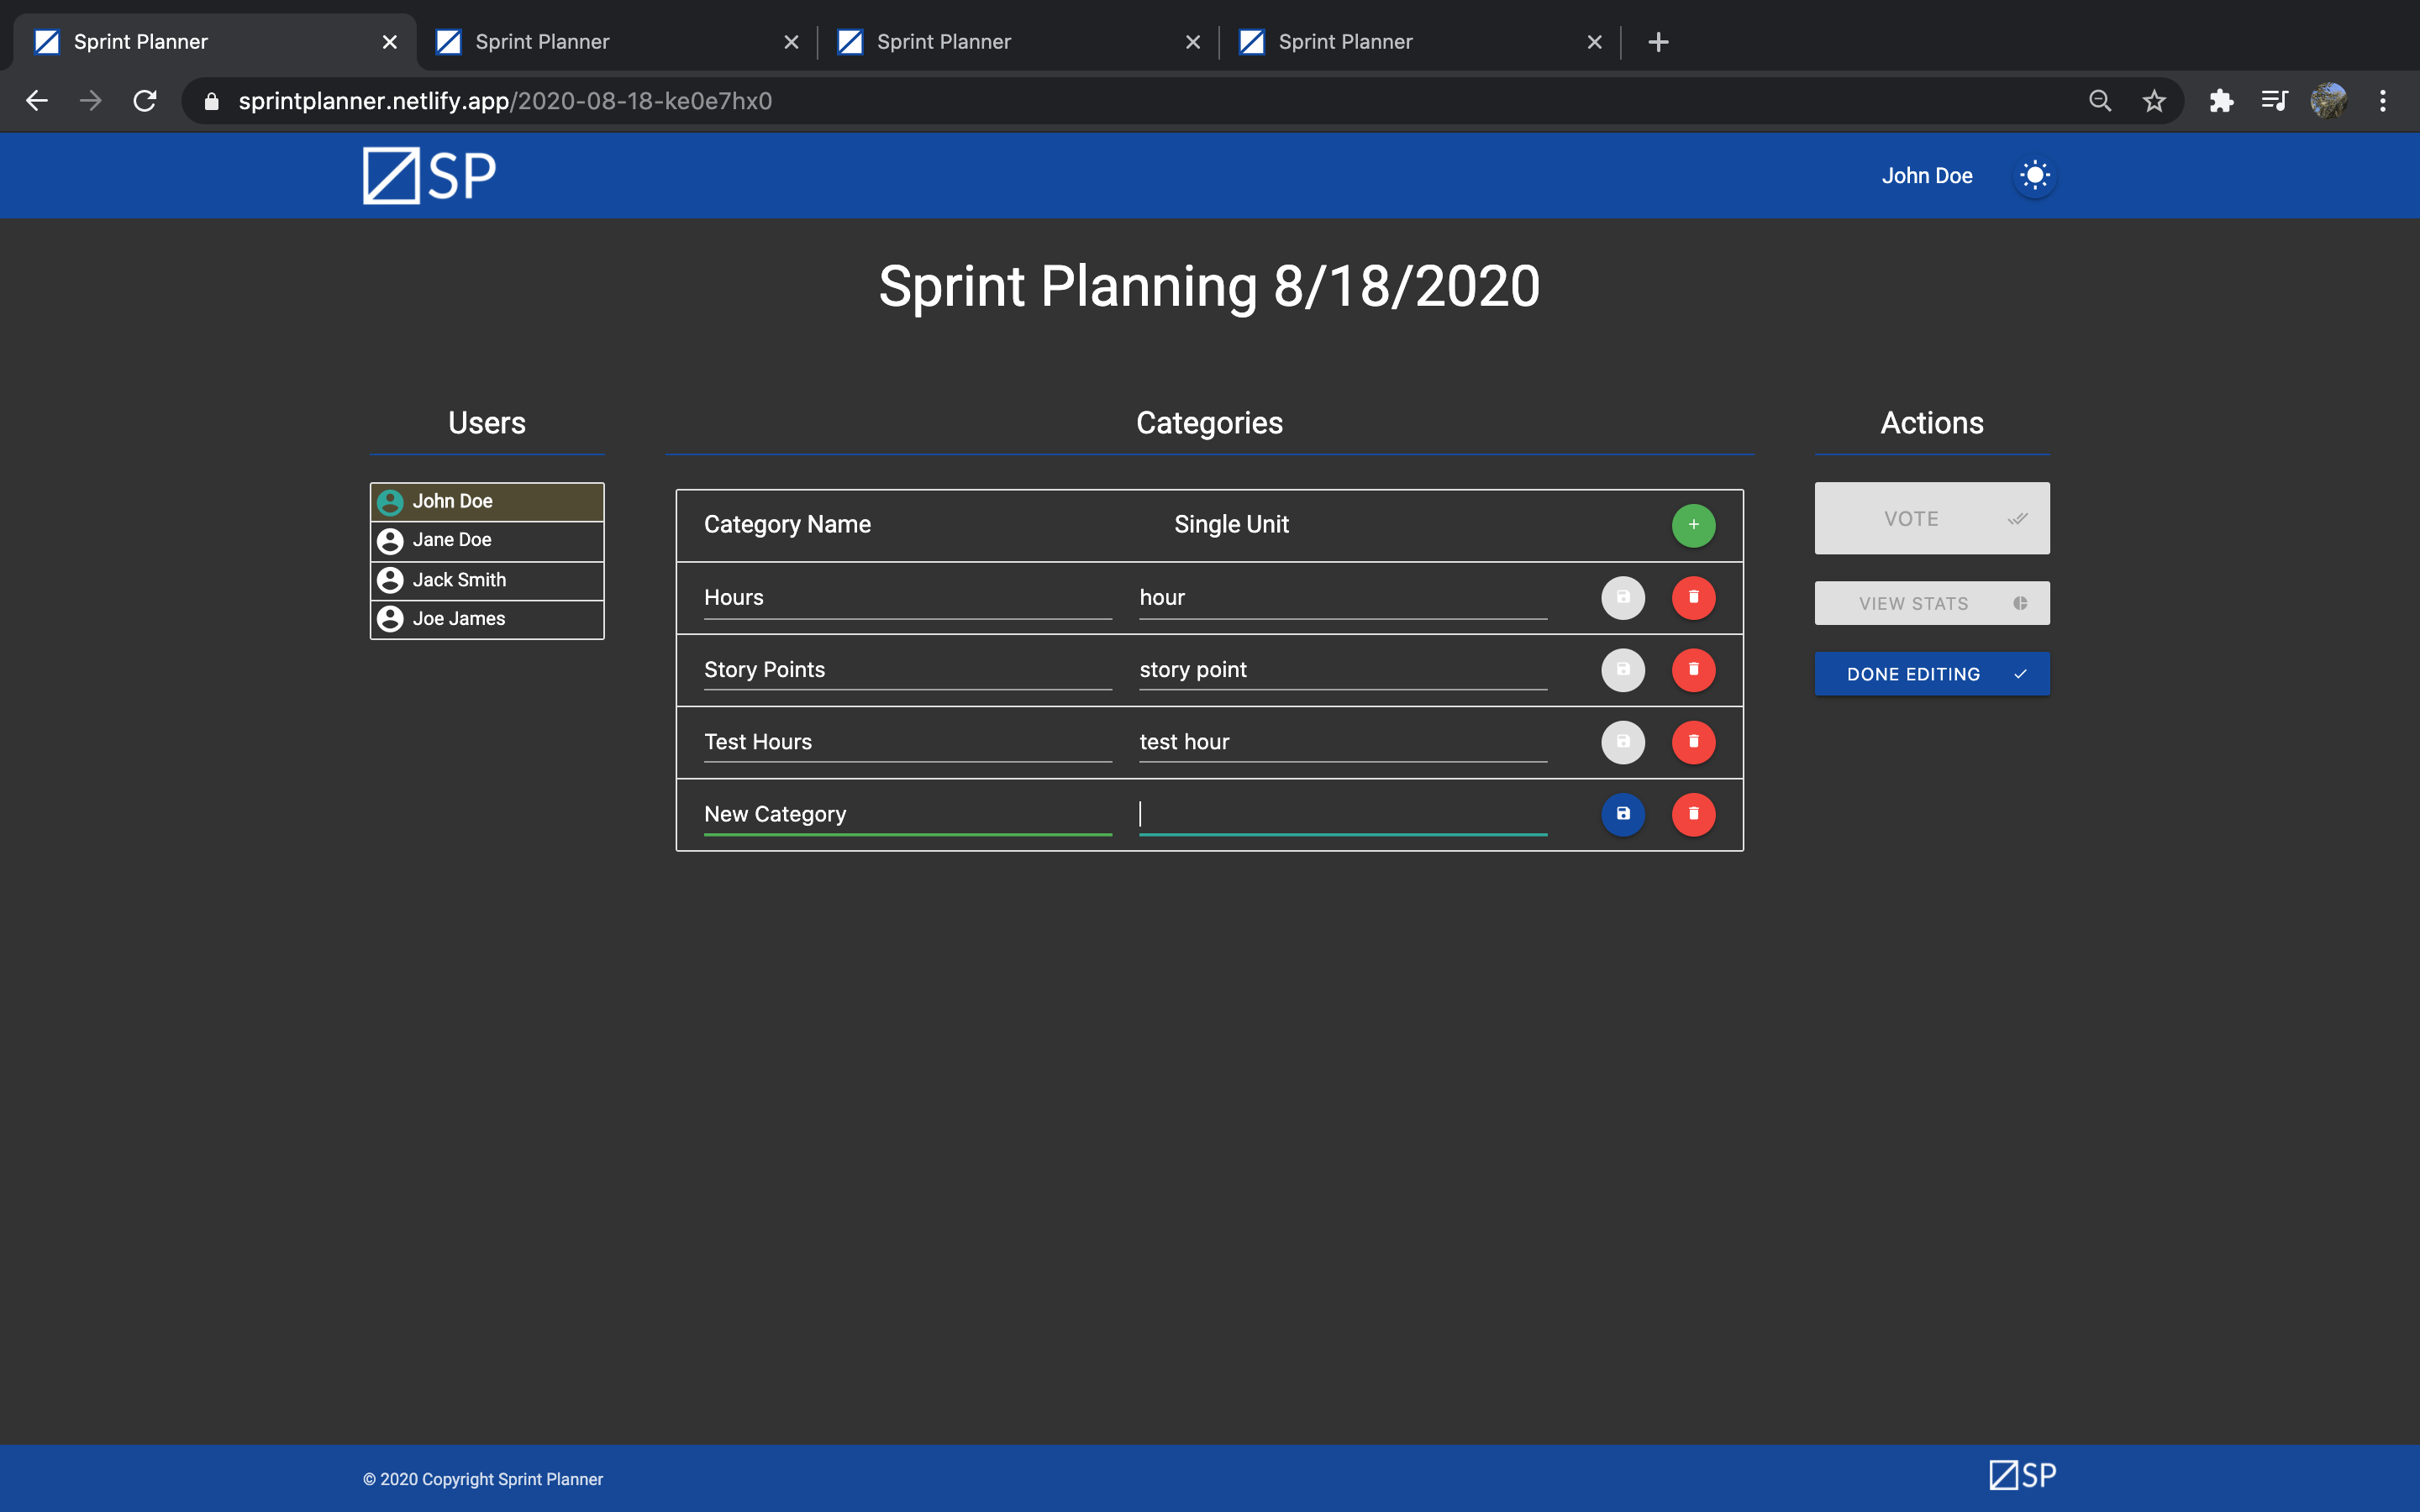 Sprint Planner
Sprint Planner
Sprint Planner
Sprint Planner
sprintplanner.netlify.app/2020-08-18-ke0e7hx0
SP
John Doe
Sprint Planning 8/18/2020
Users
Categories
Actions
John Doe
Jane Doe
Jack Smith
Joe James
Category Name
Single Unit
+
Hours
hour
Story Points
story point
Test Hours
test hour
New Category
VOTE
VIEW STATS
DONE EDITING
© 2020 Copyright Sprint Planner
SP